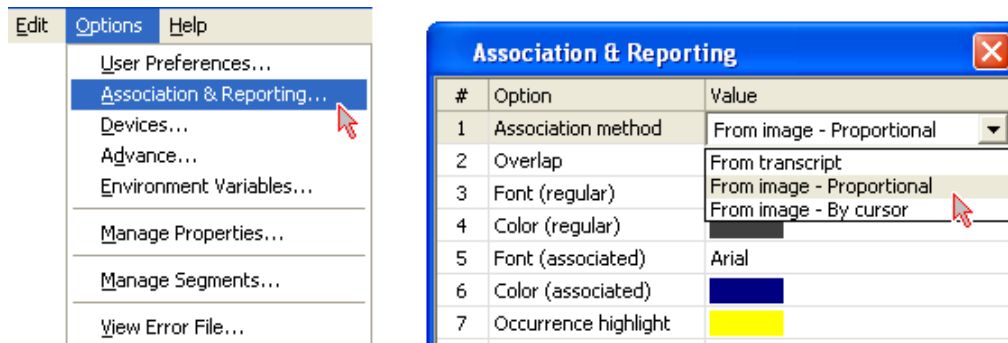 Edit Options Help
User Preferences...
Association & Reporting...
Devices...
Advance...
Environment Variables...
Manage Properties...
Manage Segments...
View Error File...
Association & Reporting
# Option Value
1 Association method From image - Proportional
2 Overlap From transcript
3 Font (regular) From image - Proportional
From image - By cursor
4 Color (regular)
5 Font (associated) Arial
6 Color (associated)
7 Occurrence highlight